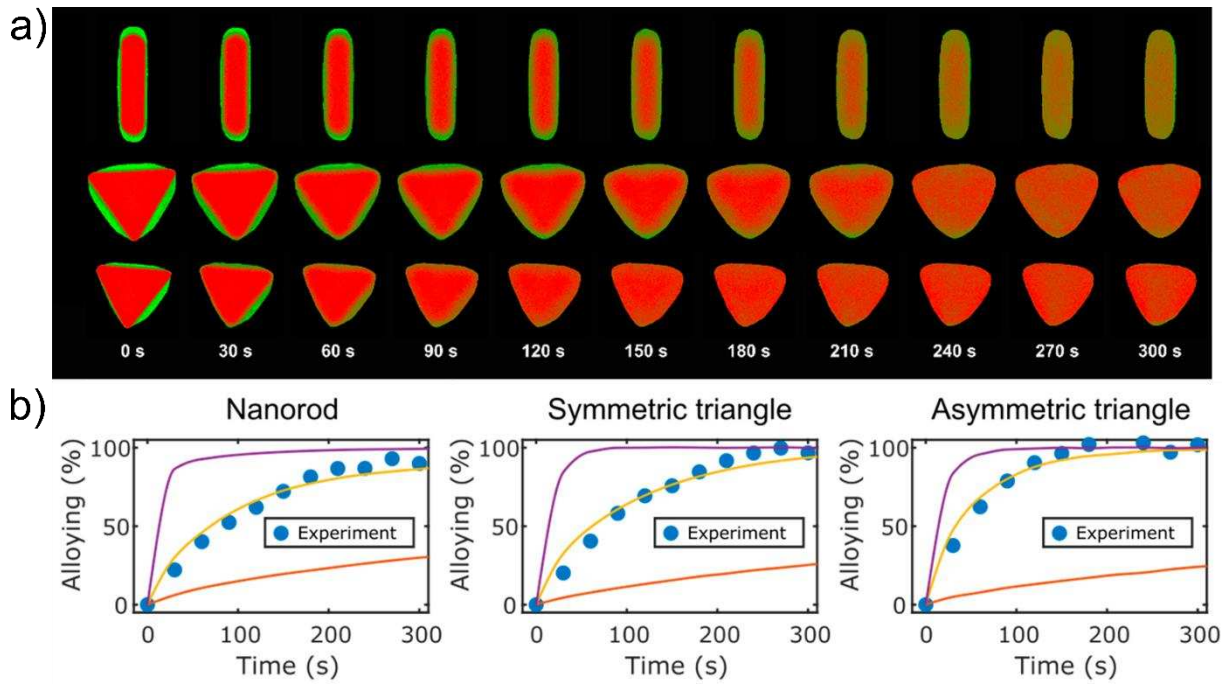 a)
0 s 30 s 60 s 90 s 120 s 150 s 180 s 210 s 240 s 270 s 300 s
b)
Nanorod Symmetric triangle Asymmetric triangle
Alloying (%) 100 50 0 Experiment
0 100 200 300
Time (s)
Alloying (%) 100 50 0 Experiment
0 100 200 300
Time (s)
Alloying (%) 100 50 0 Experiment
0 100 200 300
Time (s)